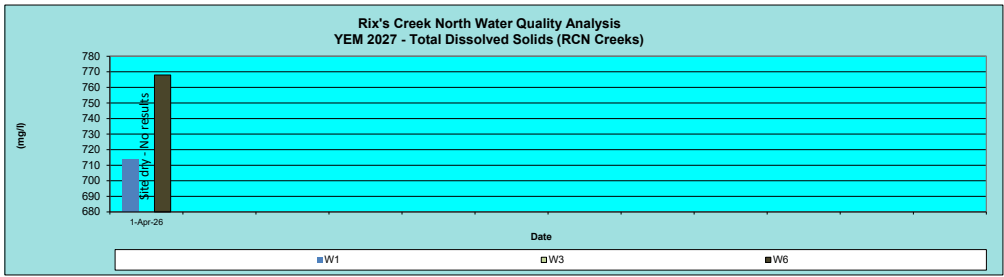 Rix's Creek North Water Quality Analysis
YEM 2027 - Total Dissolved Solids (RCN Creeks)
780
770
760
750
740
730
720
710
700
690
680
(mg/l)
Site dry - No results
1-Apr-26
Date
W1 W3 W6